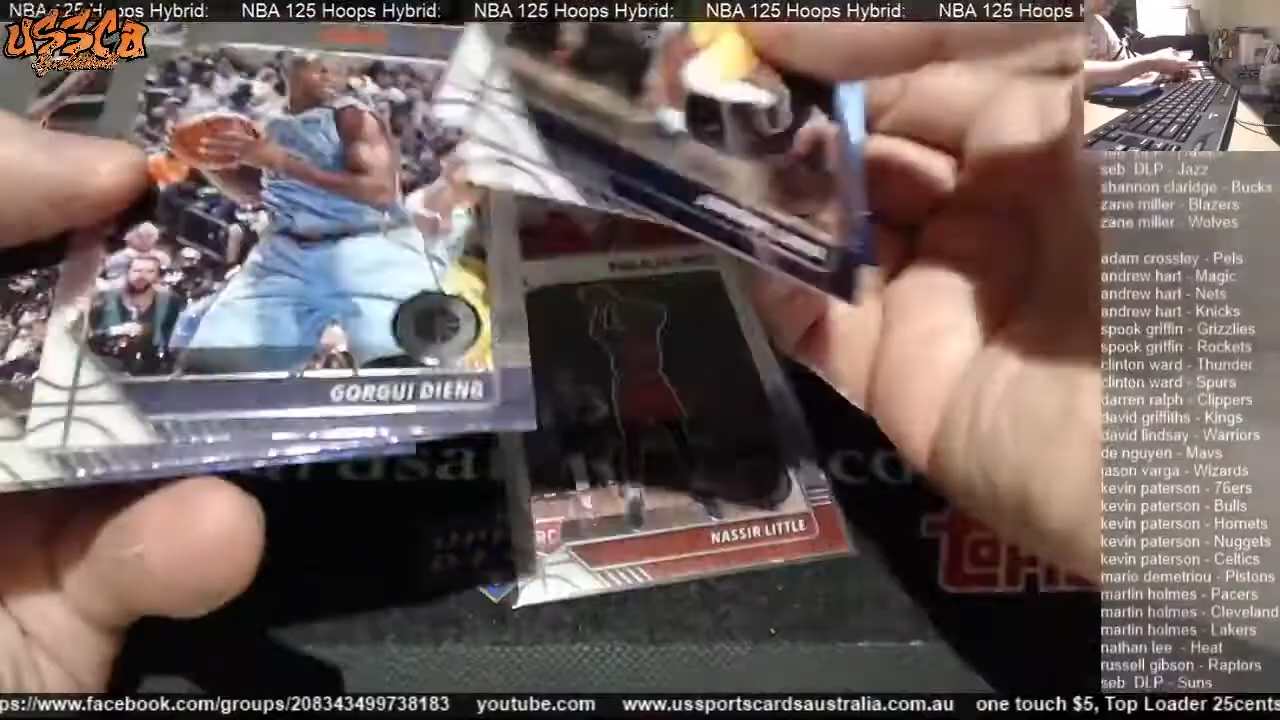 NBA 125 Hoops Hybrid: NBA 125 Hoops Hybrid: NBA 125 Hoops Hybrid: NBA 125 Hoops Hybrid: NBA 125 Hoops
seb DLP - Jazz
shannon claridge - Bucks
zane miller - Blazers
zane miller - Wolves
adam crossley - Pels
andrew hart - Magic
andrew hart - Nets
andrew hart - Knicks
spook griffin - Grizzlies
spook griffin - Rockets
clinton ward - Thunder
clinton ward - Spurs
darren ralph - Clippers
david griffiths - Kings
david lindsay - Warriors
de nguyen - Mavs
jason varga - Wizards
kevin paterson - 76ers
kevin paterson - Bulls
kevin paterson - Hornets
kevin paterson - Nuggets
kevin paterson - Celtics
mario demetriou - Pistons
martin holmes - Pacers
martin holmes - Cleveland
martin holmes - Lakers
nathan lee - Heat
russell gibson - Raptors
seb DLP - Suns
GORGUI DIENG
RC
NASSIR LITTLE
ps://www.facebook.com/groups/208343499738183 youtube.com www.ussportscardsaustralia.com.au one touch $5, Top Loader 25cents